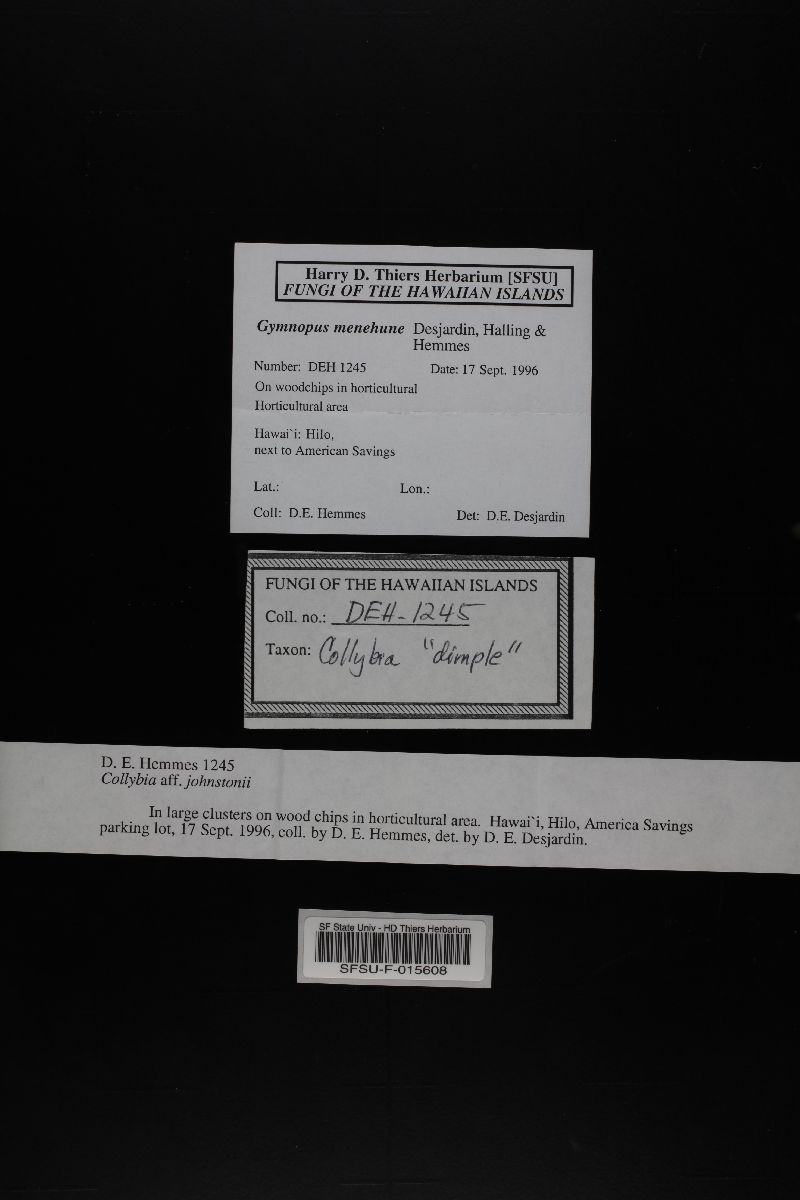 Harry D. Thiers Herbarium [SFSU]
FUNGI OF THE HAWAIIAN ISLANDS
Gymnopus menehune Desjardin, Halling &
Hemmes
Number: DEH 1245 Date: 17 Sept. 1996
On woodchips in horticultural
Horticultural area
Hawai`i: Hilo,
next to American Savings
Lat.: Lon.:
Coll: D.E. Hemmes Det: D.E. Desjardin
FUNGI OF THE HAWAIIAN ISLANDS
Coll. no.: DEH-1245
Taxon: Collybia "dimple"
D. E. Hemmes 1245
Collybia aff. johnstonii
In large clusters on wood chips in horticultural area. Hawai`i, Hilo, America Savings
parking lot, 17 Sept. 1996, coll. by D. E. Hemmes, det. by D. E. Desjardin.
SF State Univ - HD Thiers Herbarium
SFSU-F-015608